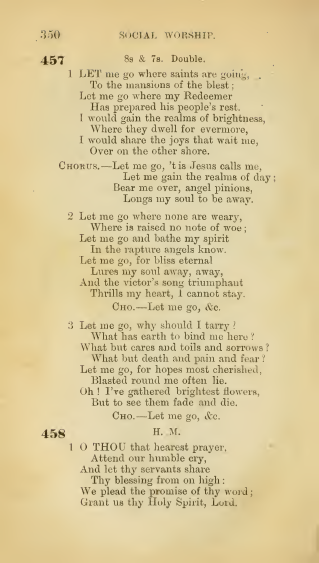 350 SOCIAL WORSHIP.
457 8s & 7s. Double.
1 LET me go where saints are going,
To the mansions of the blest;
Let me go where my Redeemer
Has prepared his people's rest.
I would gain the realms of brightness,
Where they dwell for evermore,
I would share the joys that wait me,
Over on the other shore.
CHORUS.—Let me go, 't is Jesus calls me,
Let me gain the realms of day;
Bear me over, angel pinions,
Longs my soul to be away.
2 Let me go where none are weary,
Where is raised no note of woe;
Let me go and bathe my spirit
In the rapture angels know.
Let me go, for bliss eternal
Lures my soul away, away,
And the victor's song triumphant
Thrills my heart, I cannot stay.
CHO.—Let me go, &c.
3 Let me go, why should I tarry?
What has earth to bind me here?
What but cares and toils and sorrows?
What but death and pain and fear?
Let me go, for hopes most cherished,
Blasted round me often lie.
Oh! I've gathered brightest flowers,
But to see them fade and die.
CHO.—Let me go, &c.
458 H. M.
1 O THOU that hearest prayer,
Attend our humble cry,
And let thy servants share
Thy blessing from on high:
We plead the promise of thy word;
Grant us thy Holy Spirit, Lord.